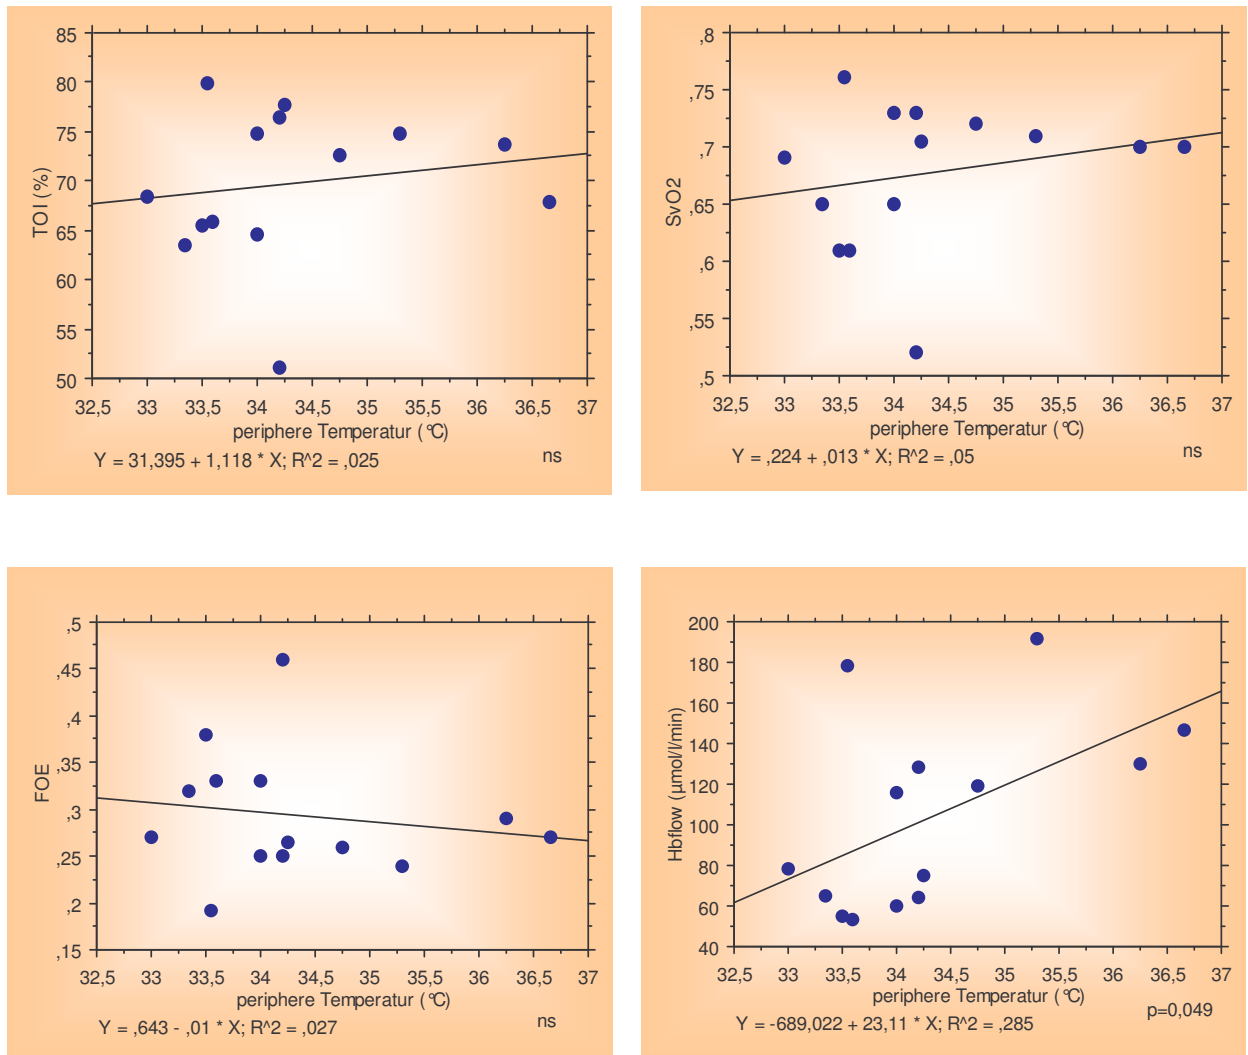 85
80
75
70
65
60
55
50
TOI (%)
32,5 33 33,5 34 34,5 35 35,5 36 36,5 37
periphere Temperatur (°C)
Y = 31,395 + 1,118 * X; R^2 = ,025
ns
,8
,75
,7
,65
,6
,55
,5
SvO2
32,5 33 33,5 34 34,5 35 35,5 36 36,5 37
periphere Temperatur (°C)
Y = ,224 + ,013 * X; R^2 = ,05
ns
,5
,45
,4
,35
,3
,25
,2
,15
FOE
32,5 33 33,5 34 34,5 35 35,5 36 36,5 37
periphere Temperatur (°C)
Y = ,643 - ,01 * X; R^2 = ,027
ns
200
180
160
140
120
100
80
60
40
Hbflow (µmol/l/min)
32,5 33 33,5 34 34,5 35 35,5 36 36,5 37
periphere Temperatur (°C)
Y = -689,022 + 23,11 * X; R^2 = ,285
p=0,049